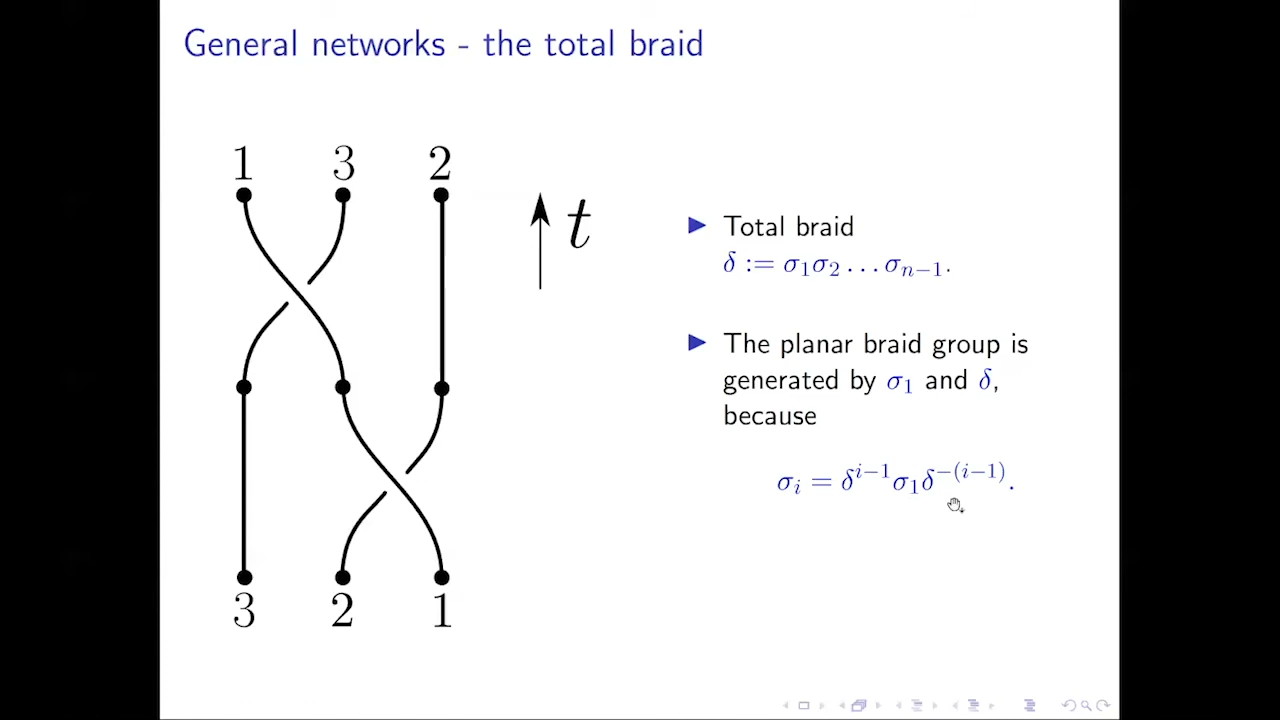 General networks - the total braid
1 3 2
t
3 2 1
▶ Total braid
δ := σ₁σ₂ … σₙ₋₁.
▶ The planar braid group is
generated by σ₁ and δ,
because
σᵢ = δⁱ⁻¹σ₁δ⁻⁽ⁱ⁻¹⁾.